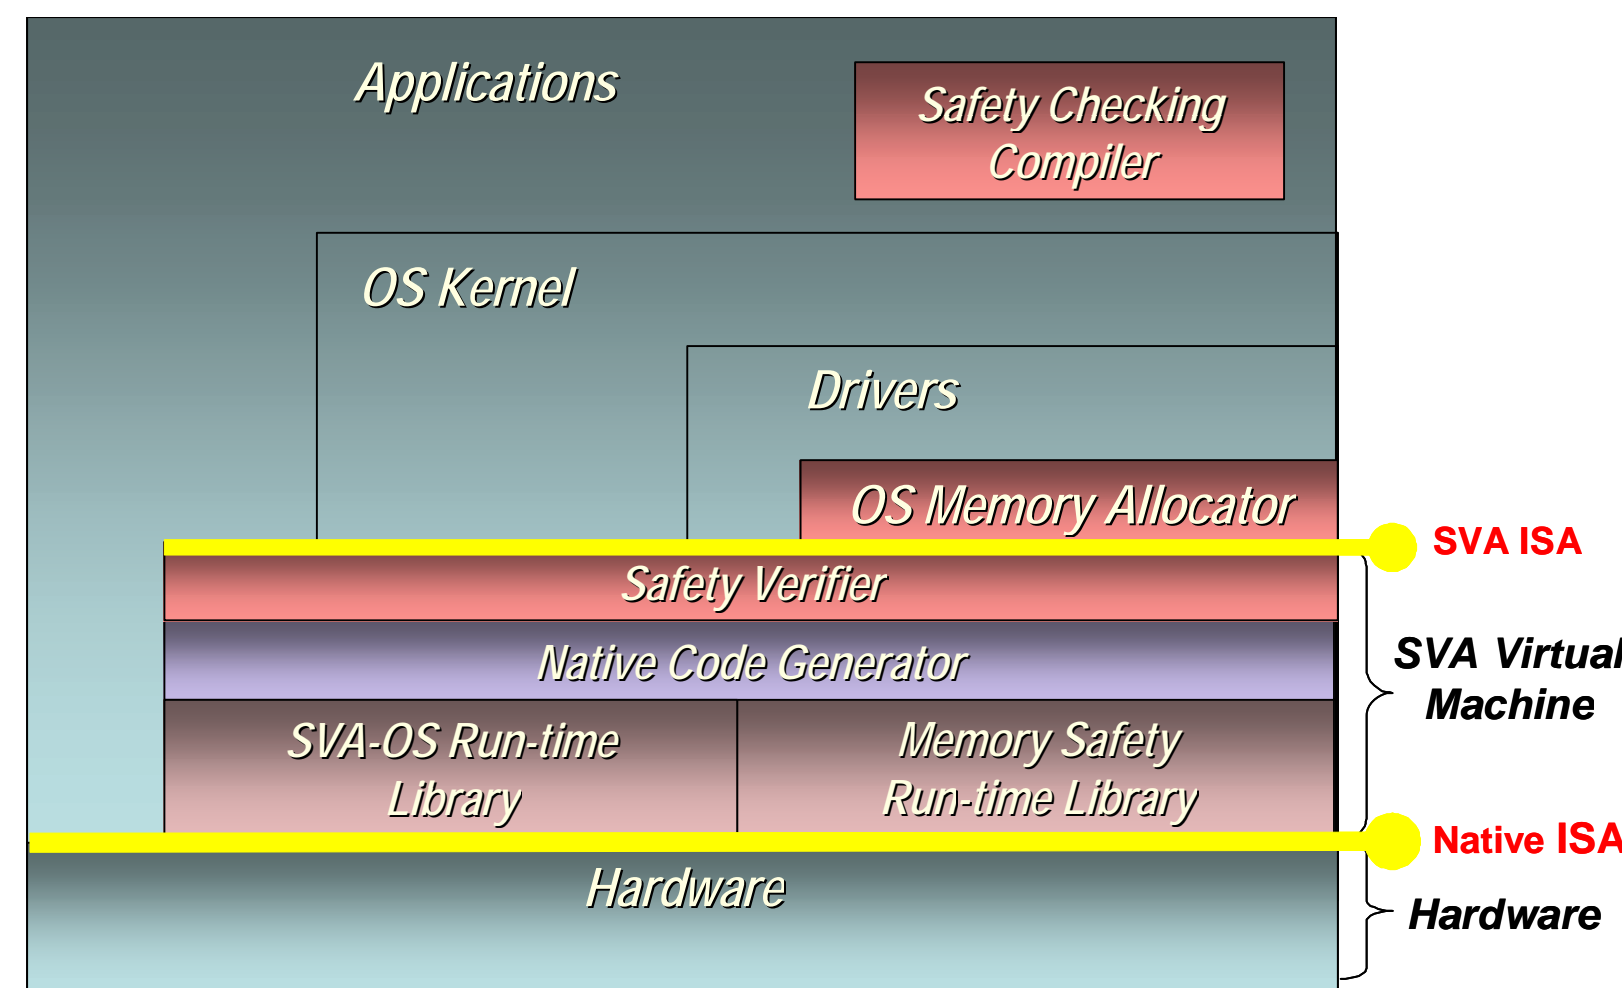 Applications
Safety Checking
Compiler
OS Kernel
Drivers
OS Memory Allocator
SVA ISA
Safety Verifier
Native Code Generator
SVA Virtual
Machine
SVA-OS Run-time
Library
Memory Safety
Run-time Library
Native ISA
Hardware
Hardware